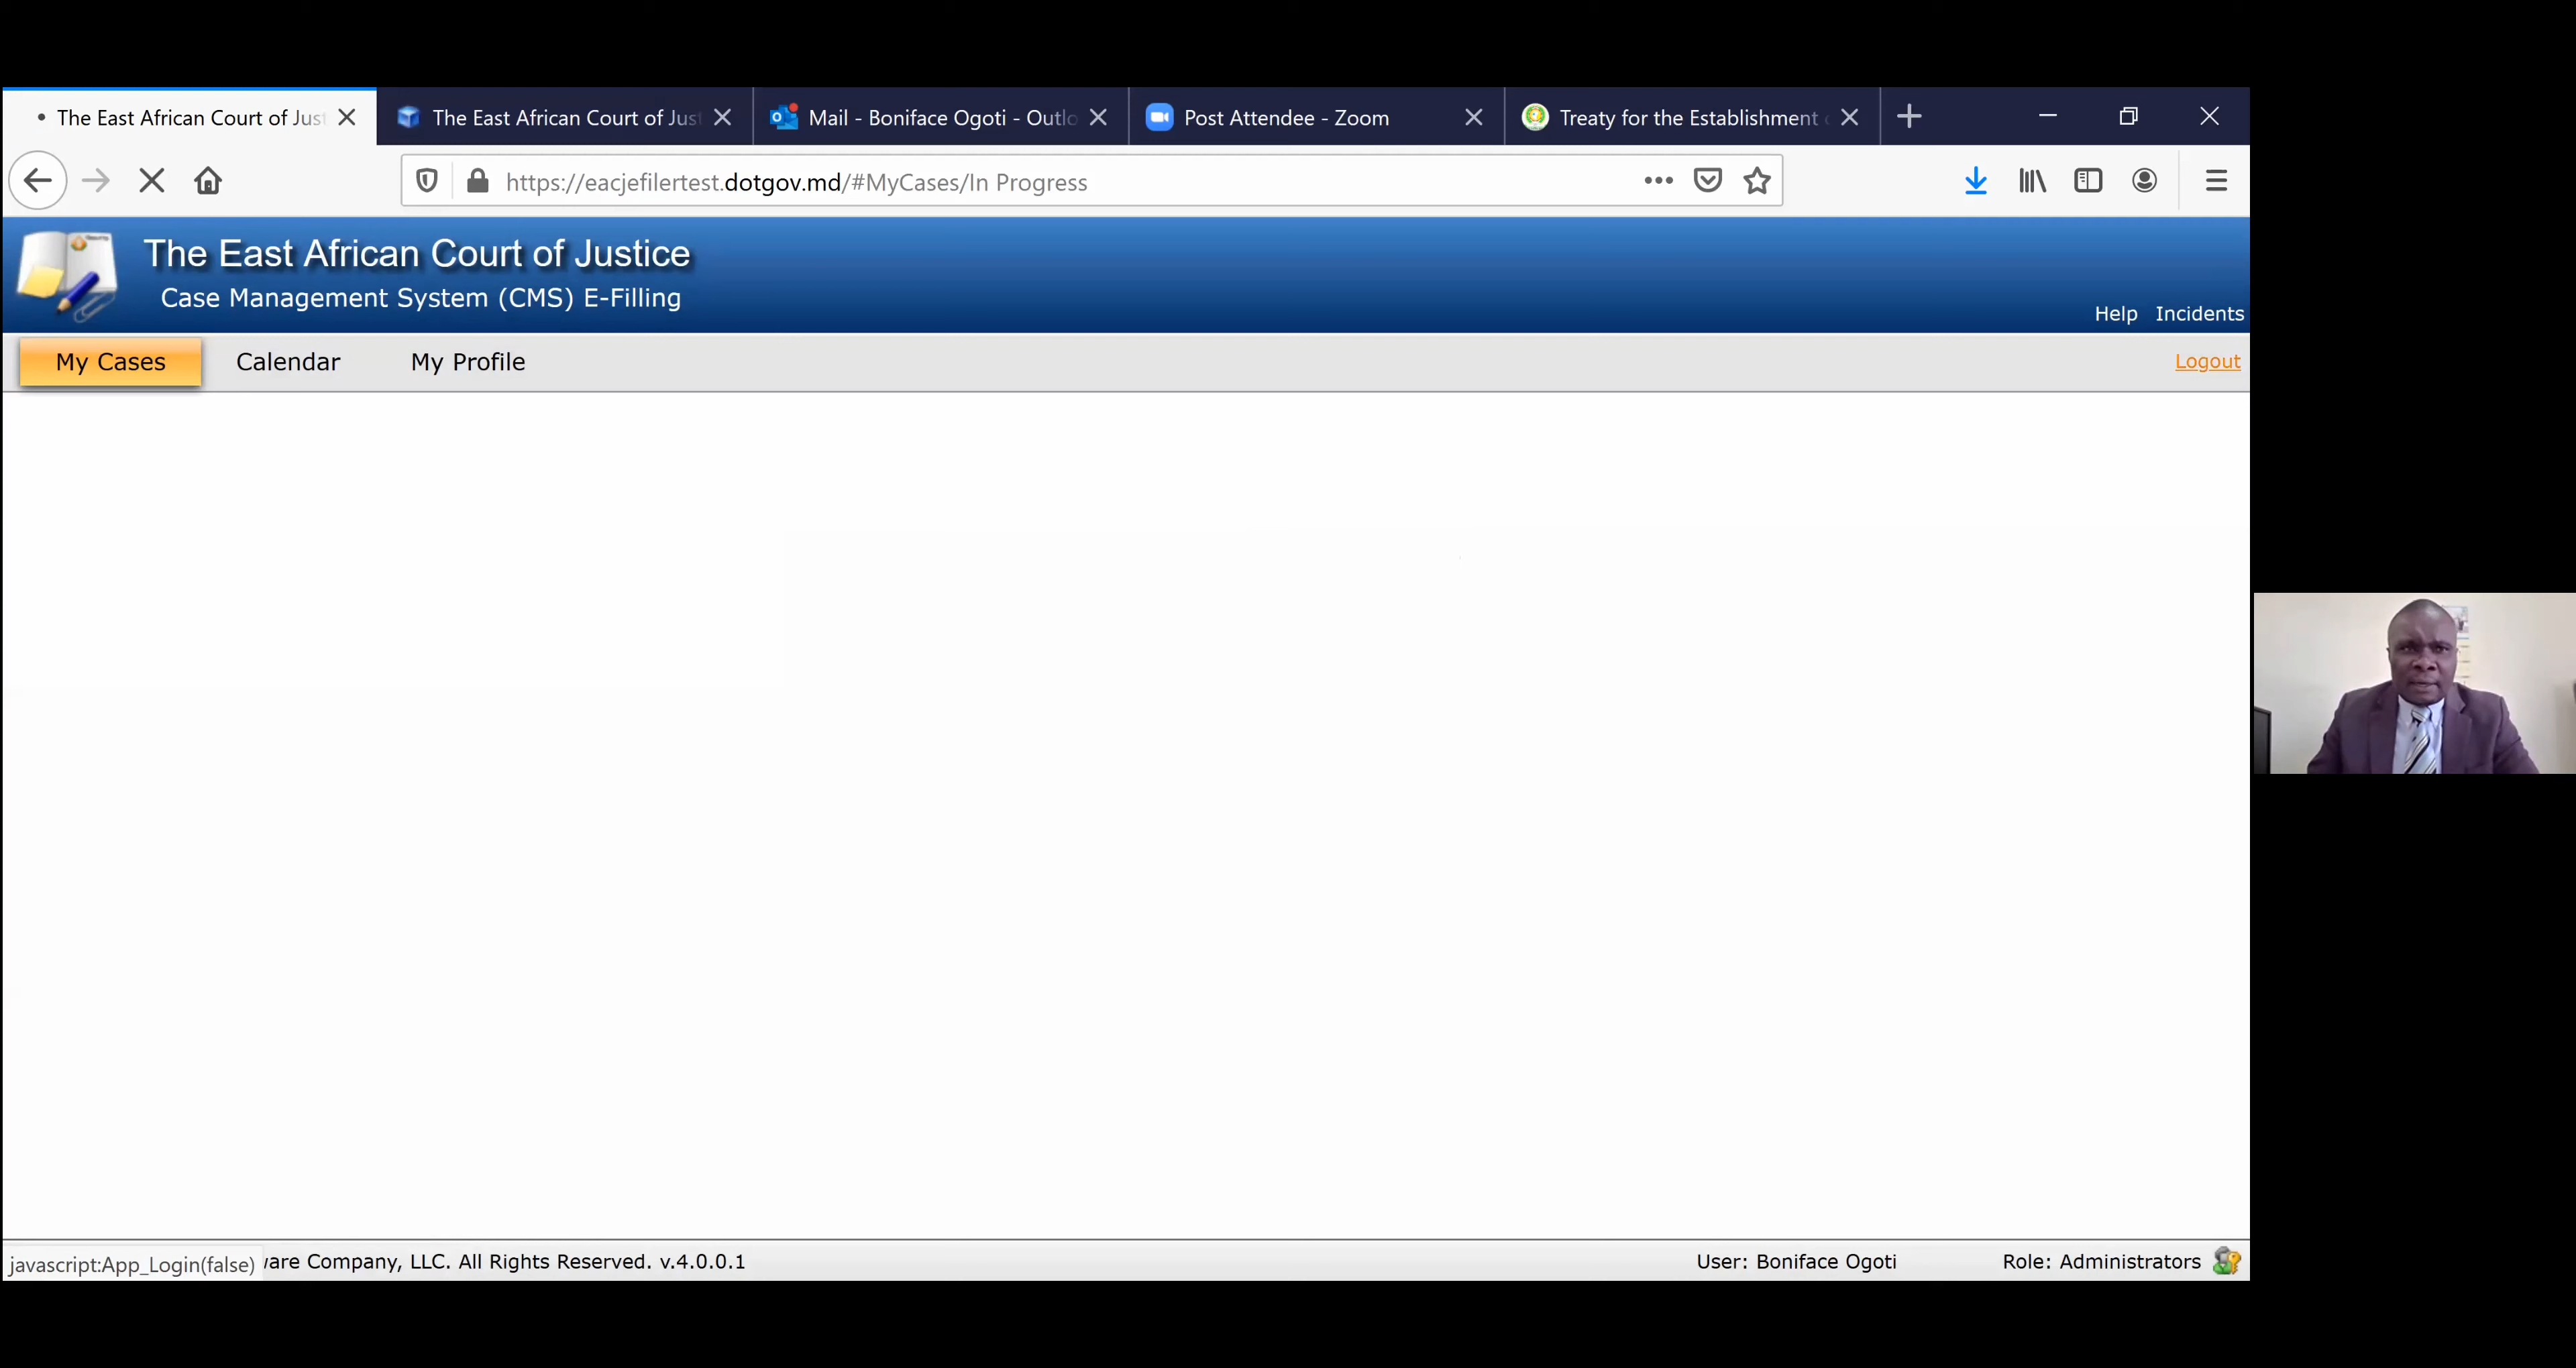 The East African Court of Jus
The East African Court of Just
Mail - Boniface Ogoti - Outlo
Post Attendee - Zoom
Treaty for the Establishment
https://eacjefilertest.dotgov.md/#MyCases/In Progress
The East African Court of Justice
Case Management System (CMS) E-Filling
Help Incidents
My Cases Calendar My Profile Logout
javascript:App_Login(false) ware Company, LLC. All Rights Reserved. v.4.0.0.1 User: Boniface Ogoti Role: Administrators